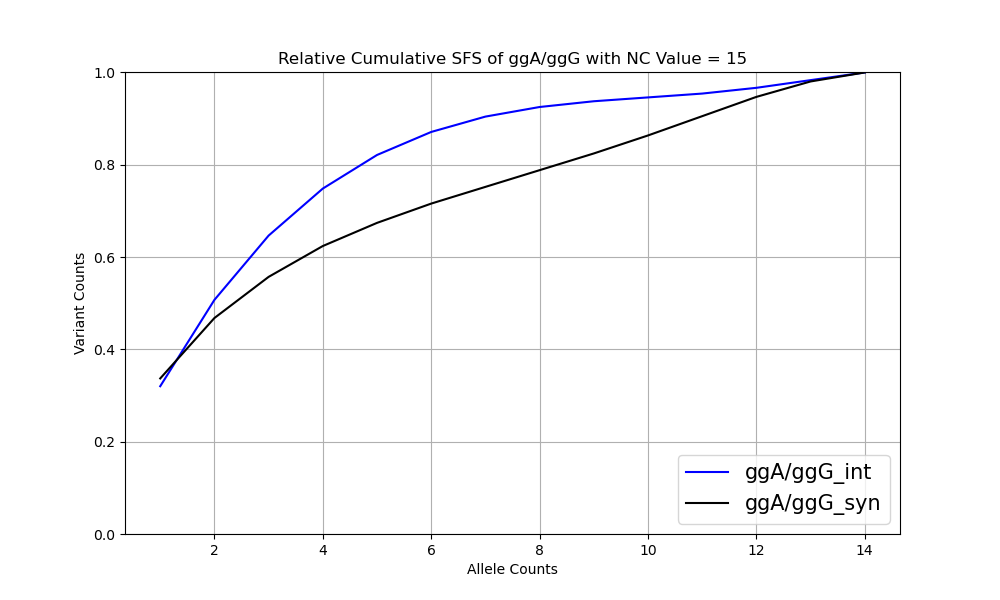 Relative Cumulative SFS of ggA/ggG with NC Value = 15
Variant Counts
1.0
0.8
0.6
0.4
0.2
0.0
ggA/ggG_int
ggA/ggG_syn
2 4 6 8 10 12 14
Allele Counts